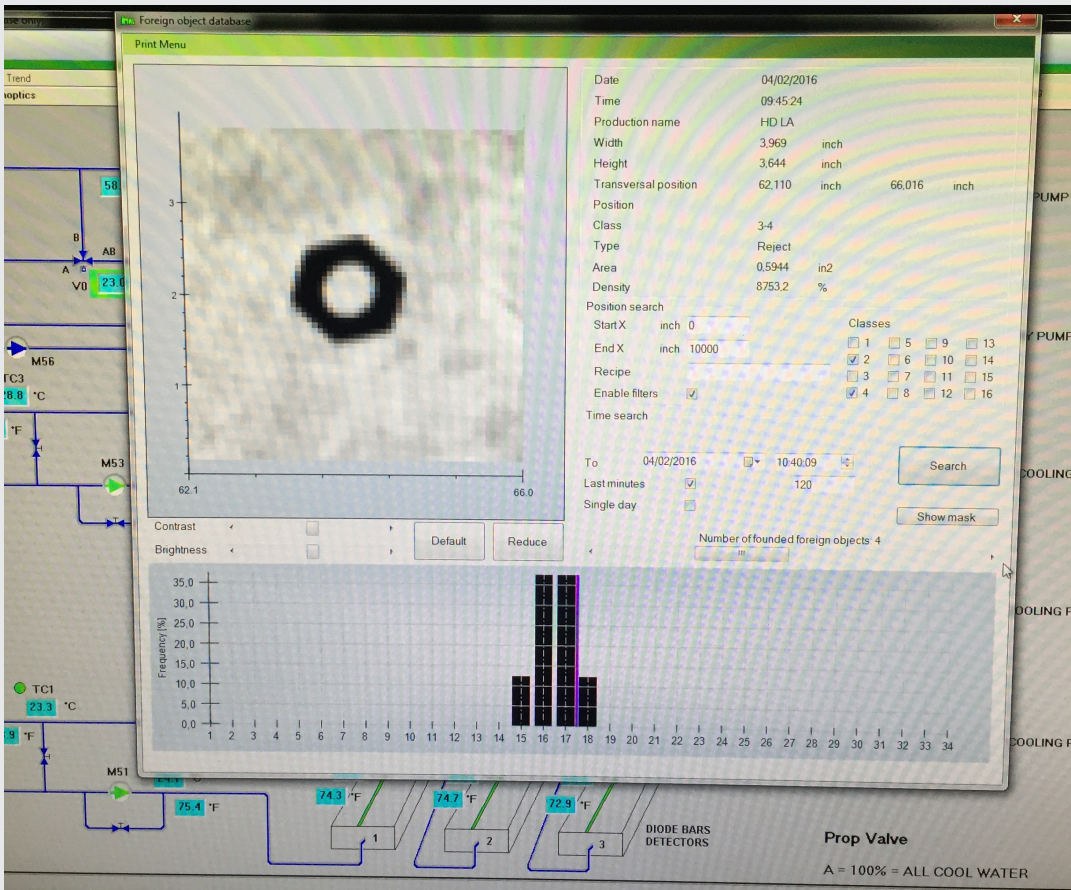 Foreign object database
Print Menu
Trend
Date 04/02/2016
Time 09:45:24
Production name HD LA
Width 3,969 inch
Height 3,644 inch
Transversal position 62,110 inch 66,016 inch
Position
Class 3-4
Type Reject
Area 0,5944 in2
Density 8753.2 %
Position search
Start X inch 0
End X inch 10000
Recipe
Enable filters
Time search
Classes
1 5 9 13
2 6 10 14
3 7 11 15
4 8 12 16
To 04/02/2016 10:40:09
Last minutes 120
Single day
Search
Show mask
Number of founded foreign objects: 4
3
2
1
62.1 66.0
Contrast
Brightness
Default
Reduce
Frequency [%]
35,0
30,0
25,0
20,0
15,0
10,0
5,0
0,0
1 2 3 4 5 6 7 8 9 10 11 12 13 14 15 16 17 18 19 20 21 22 23 24 25 26 27 28 29 30 31 32 33 34
58
B
AB
A
V0 23.0
M56
TC3
°C
°F
M53
TC1
23.3 °C
°F
M51
75.4 °F
74.3 °F
74.7 °F
72.9 °F
1
2
3
DIODE BARS
DETECTORS
Prop Valve
A = 100% = ALL COOL WATER
PUMP
PUMP
COOLING
COOLING